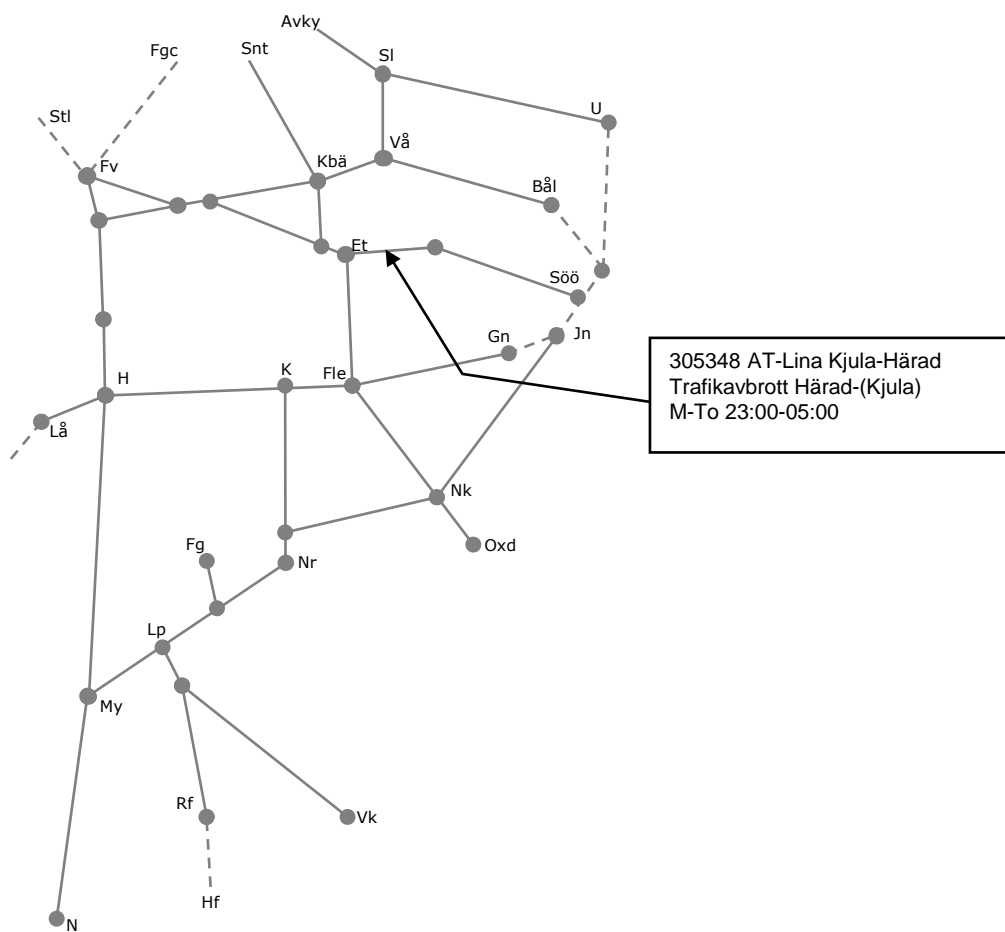 Avky
Fgc
Snt
Sl
Stl
U
Fv
Kbä
Vå
Bål
Et
Söö
Gn
Jn
H
K
Fle
Lå
305348 AT-Lina Kjula-Härad
Trafikavbrott Härad-(Kjula)
M-To 23:00-05:00
Nk
Fg
Nr
Oxd
Lp
My
Rf
Vk
Hf
N